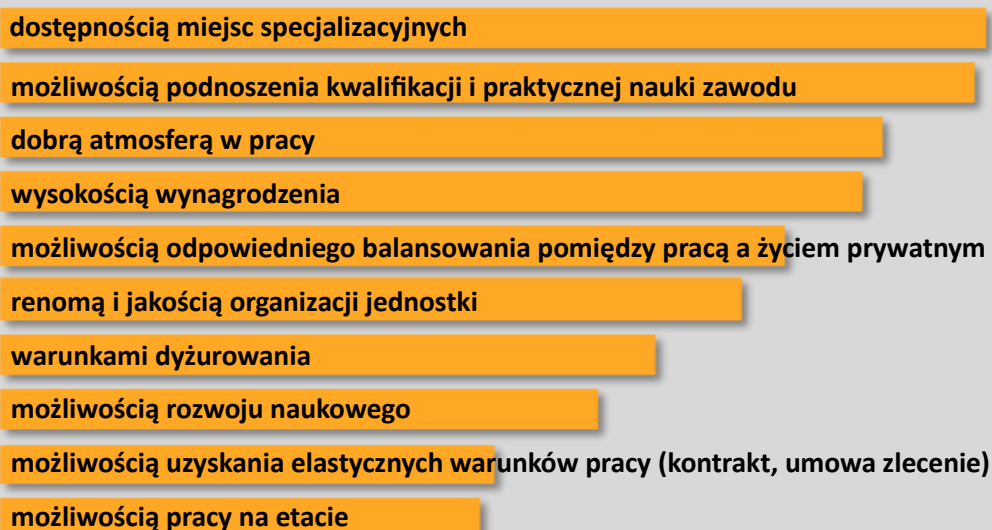 dostępnością miejsc specjalizacyjnych
możliwością podnoszenia kwalifikacji i praktycznej nauki zawodu
dobrą atmosferą w pracy
wysokością wynagrodzenia
możliwością odpowiedniego balansowania pomiędzy pracą a życiem prywatnym
renomą i jakością organizacji jednostki
warunkami dyżurowania
możliwością rozwoju naukowego
możliwością uzyskania elastycznych warunków pracy (kontrakt, umowa zlecenie)
możliwością pracy na etacie